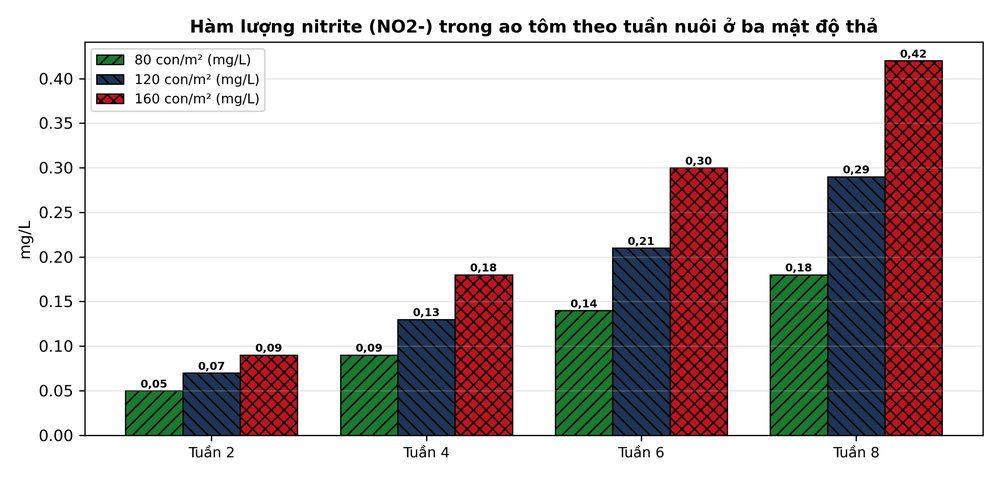 Hàm lượng nitrite (NO2-) trong ao tôm theo tuần nuôi ở ba mật độ thả
80 con/m² (mg/L)
120 con/m² (mg/L)
160 con/m² (mg/L)
mg/L
0.40
0.35
0.30
0.25
0.20
0.15
0.10
0.05
0.00
0,05
0,07
0,09
0,09
0,13
0,18
0,14
0,21
0,30
0,18
0,29
0,42
Tuần 2
Tuần 4
Tuần 6
Tuần 8